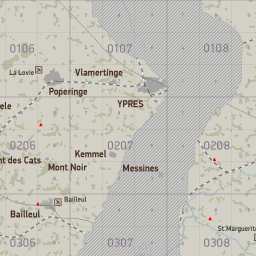 0106
0107
0108
La Lovie
Vlamertinge
Poperinge
YPRES
ele
0206
0207
0208
nt des Cats
Kemmel
Mont Noir
Messines
Bailleul
Bailleul
St.Marguerit
0306
0307
0308